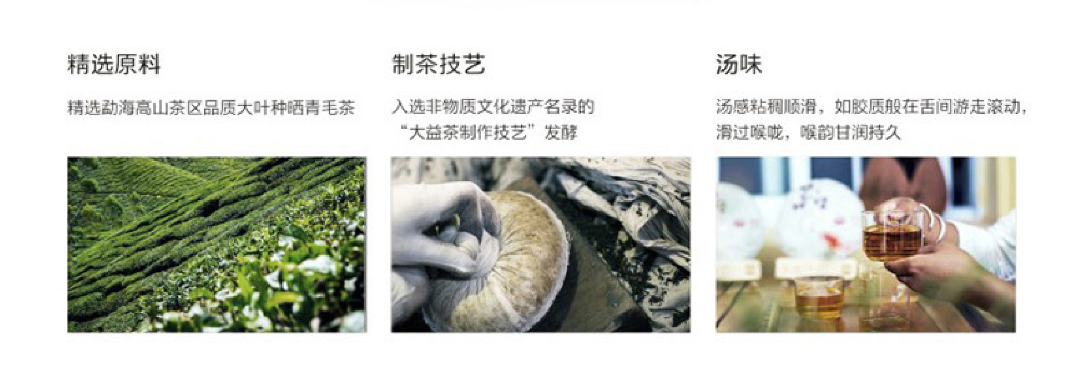 精选原料
精选勐海高山茶区品质大叶种晒青毛茶
制茶技艺
入选非物质文化遗产名录的
“大益茶制作技艺”发酵
汤味
汤感粘稠顺滑，如胶质般在舌间游走滚动，
滑过喉咙，喉韵甘润持久